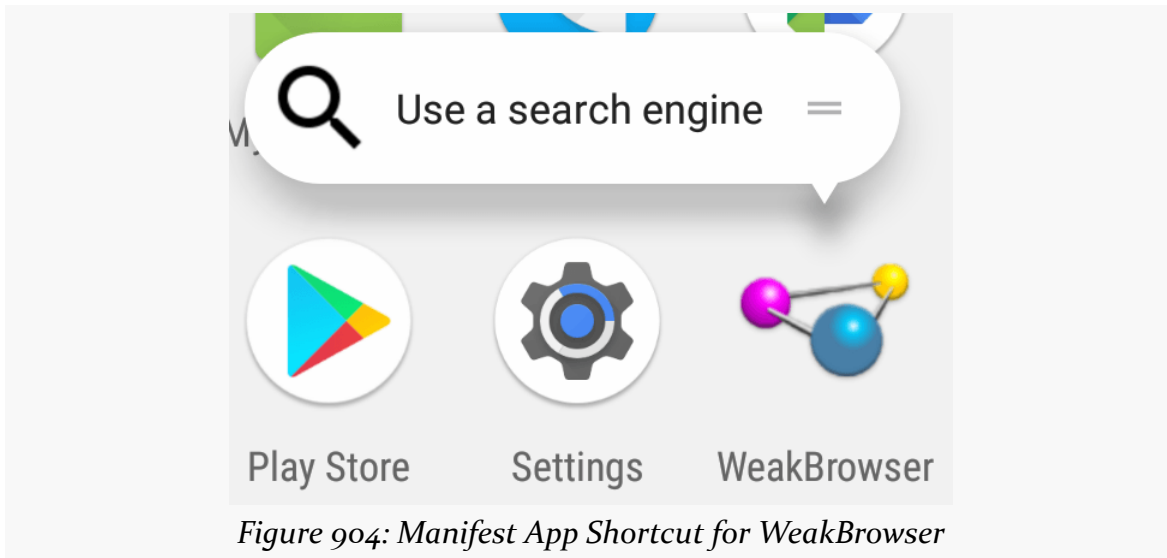 Use a search engine
Play Store Settings WeakBrowser
Figure 904: Manifest App Shortcut for WeakBrowser